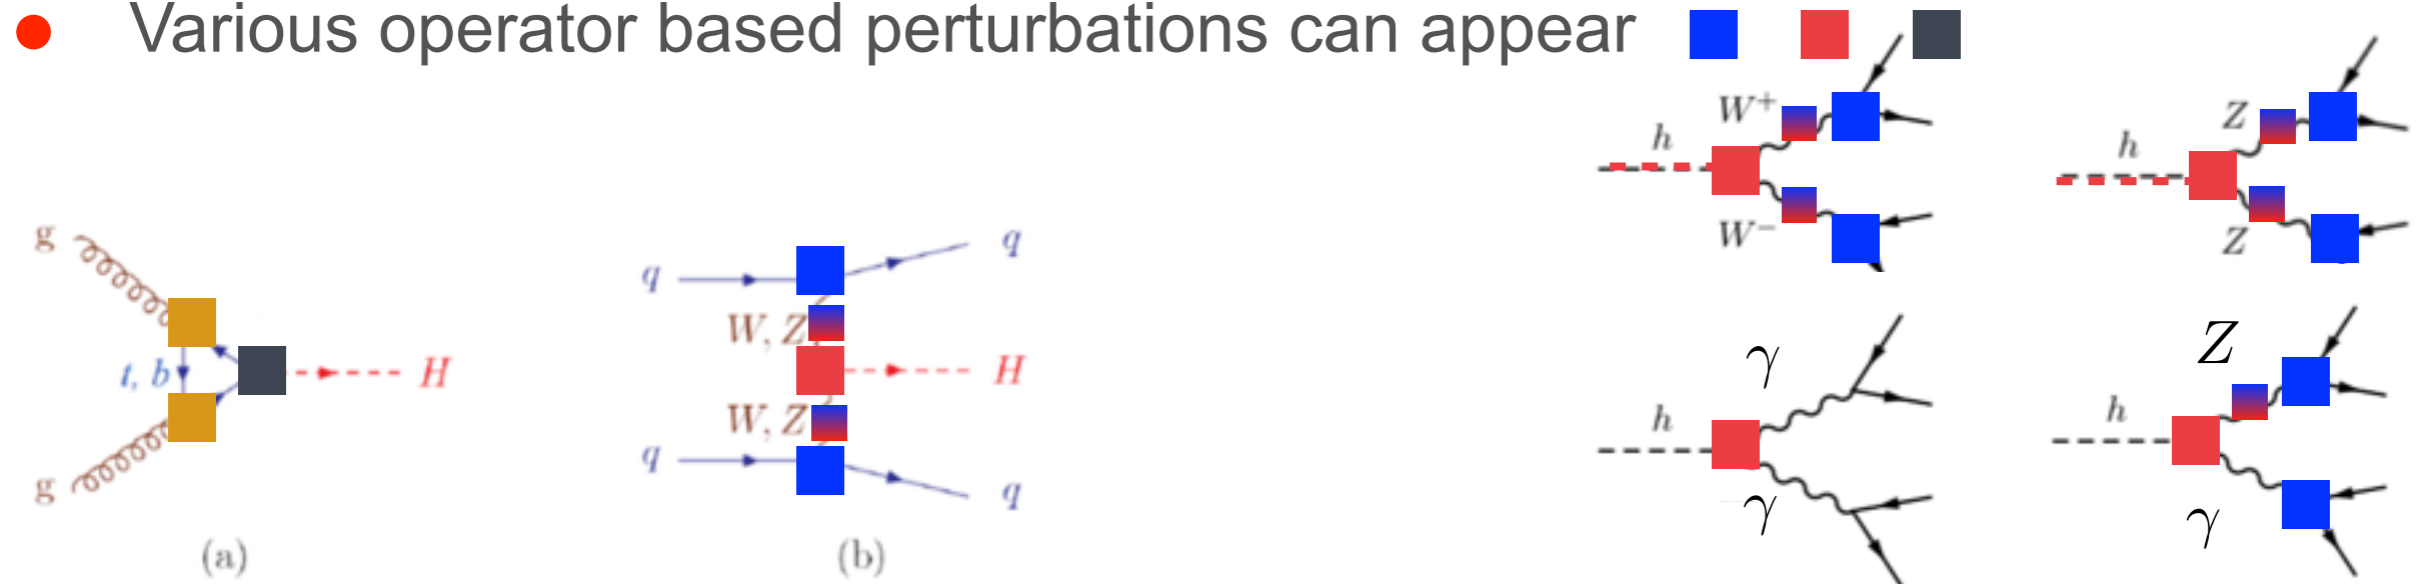 Various operator based perturbations can appear
g
g
t, b
H
(a)
q
q
W, Z
H
W, Z
q
q
(b)
h
W⁺
W⁻
h
Z
Z
h
γ
γ
h
Z
γ